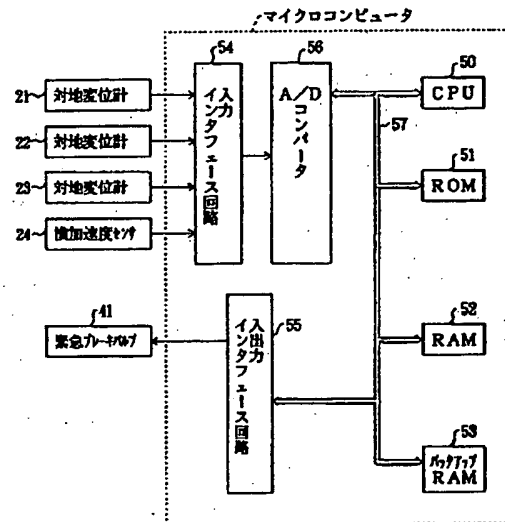 マイクロコンピュータ
21 対地変位計
22 対地変位計
23 対地変位計
24 横加速度センサ
54
入力インタフェース回路
56
A/Dコンバータ
57
50
CPU
51
ROM
52
RAM
53
バックアップRAM
41
緊急ブレーキバルブ
55
入出力インタフェース回路